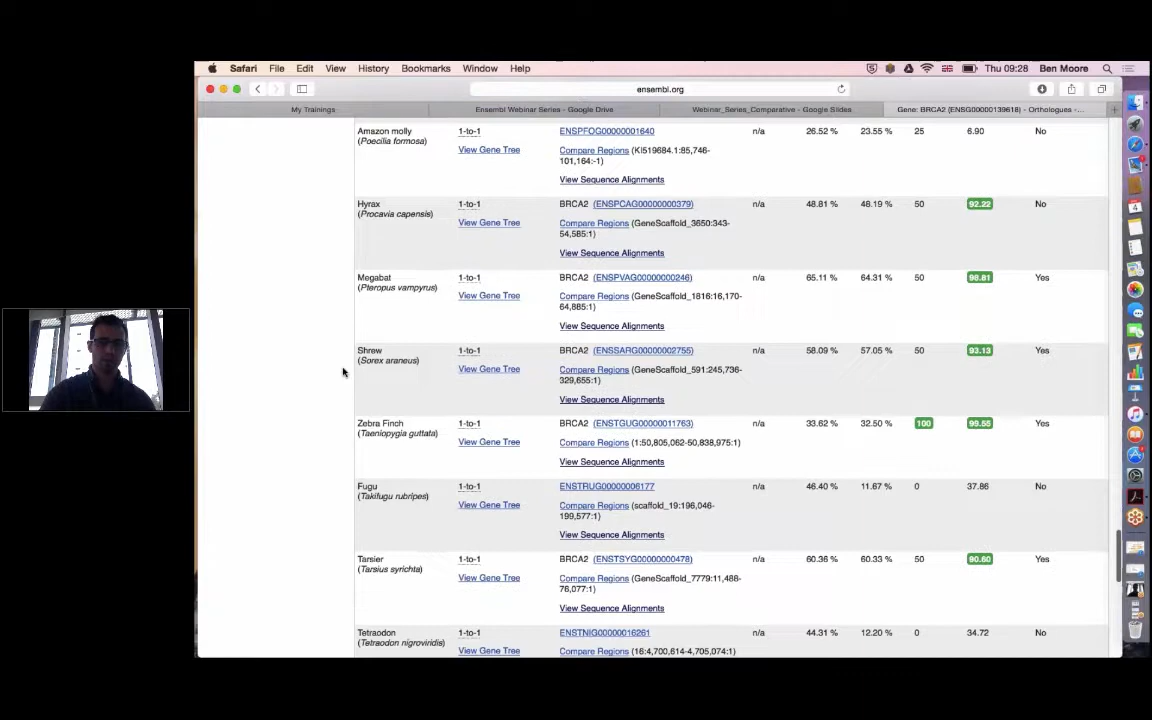 Safari File Edit View History Bookmarks Window Help Thu 09:28 Ben Moore
ensembl.org
My Trainings Ensembl Webinar Series - Google Drive Webinar_Series_Comparative - Google Slides Gene: BRCA2 (ENSG00000139618) - Orthologues -...
Amazon molly 1-to-1 ENSPFOG00000001640 n/a 26.52 % 23.55 % 25 6.90 No
(Poecilia formosa)
View Gene Tree Compare Regions (KI519684.1:85,746-
101,164:-1)
View Sequence Alignments
Hyrax 1-to-1 BRCA2 (ENSPCAG00000000379) n/a 48.81 % 48.19 % 50 92.22 No
(Procavia capensis)
View Gene Tree Compare Regions (GeneScaffold_3650:343-
54,585:1)
View Sequence Alignments
Megabat 1-to-1 BRCA2 (ENSPVAG00000000246) n/a 65.11 % 64.31 % 50 98.81 Yes
(Pteropus vampyrus)
View Gene Tree Compare Regions (GeneScaffold_1816:16,170-
64,885:1)
View Sequence Alignments
Shrew 1-to-1 BRCA2 (ENSSARG00000002755) n/a 58.09 % 57.05 % 50 93.13 Yes
(Sorex araneus)
View Gene Tree Compare Regions (GeneScaffold_591:245,736-
329,655:1)
View Sequence Alignments
Zebra Finch 1-to-1 BRCA2 (ENSTGUG00000011763) n/a 33.62 % 32.50 % 100 99.55 Yes
(Taeniopygia guttata)
View Gene Tree Compare Regions (1:50,805,062-50,838,975:1)
View Sequence Alignments
Fugu 1-to-1 ENSTRUG00000006177 n/a 46.40 % 11.67 % 0 37.86 No
(Takifugu rubripes)
View Gene Tree Compare Regions (scaffold_19:196,046-
199,577:1)
View Sequence Alignments
Tarsier 1-to-1 BRCA2 (ENSTSYG00000000478) n/a 60.36 % 60.33 % 50 90.60 Yes
(Tarsius syrichta)
View Gene Tree Compare Regions (GeneScaffold_7779:11,488-
76,077:1)
View Sequence Alignments
Tetraodon 1-to-1 ENSTNIG00000016261 n/a 44.31 % 12.20 % 0 34.72 No
(Tetraodon nigroviridis)
View Gene Tree Compare Regions (16:4,700,614-4,705,074:1)